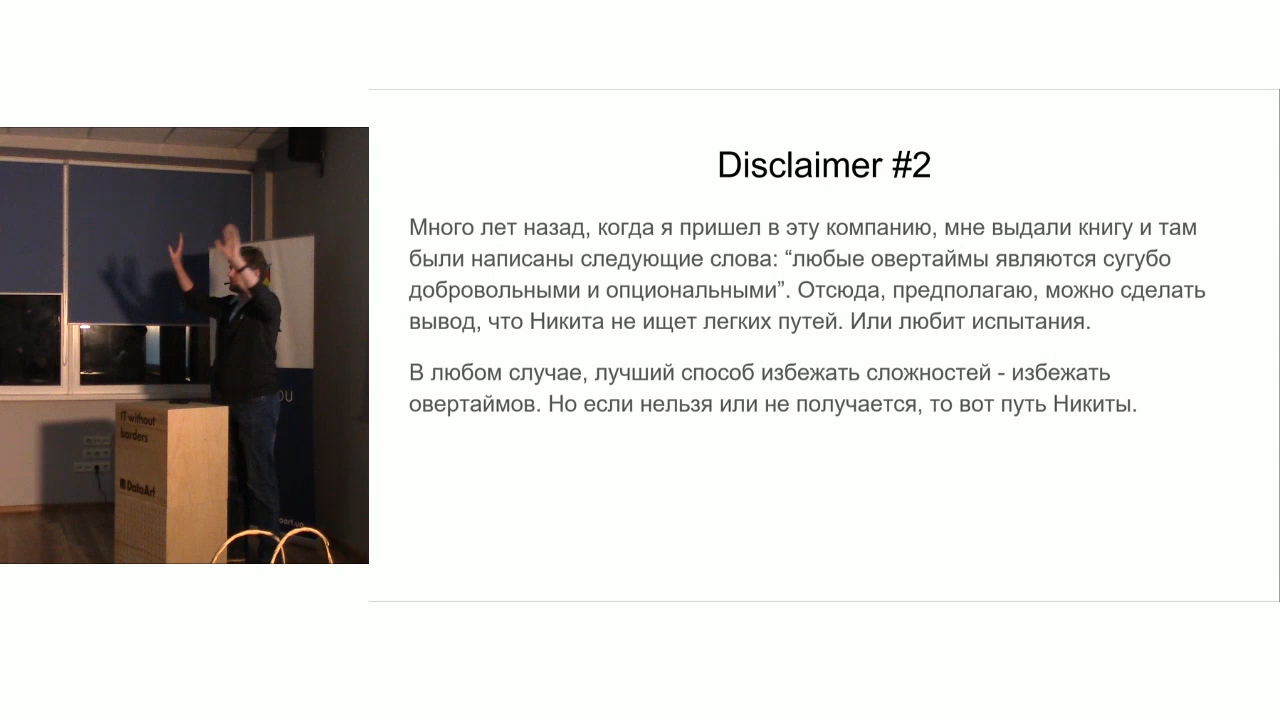 Disclaimer #2
Много лет назад, когда я пришел в эту компанию, мне выдали книгу и там
были написаны следующие слова: “любые овертаймы являются сугубо
добровольными и опциональными”. Отсюда, предполагаю, можно сделать
вывод, что Никита не ищет легких путей. Или любит испытания.
В любом случае, лучший способ избежать сложностей - избежать
овертаймов. Но если нельзя или не получается, то вот путь Никиты.
IT without
borders
DataArt
OU